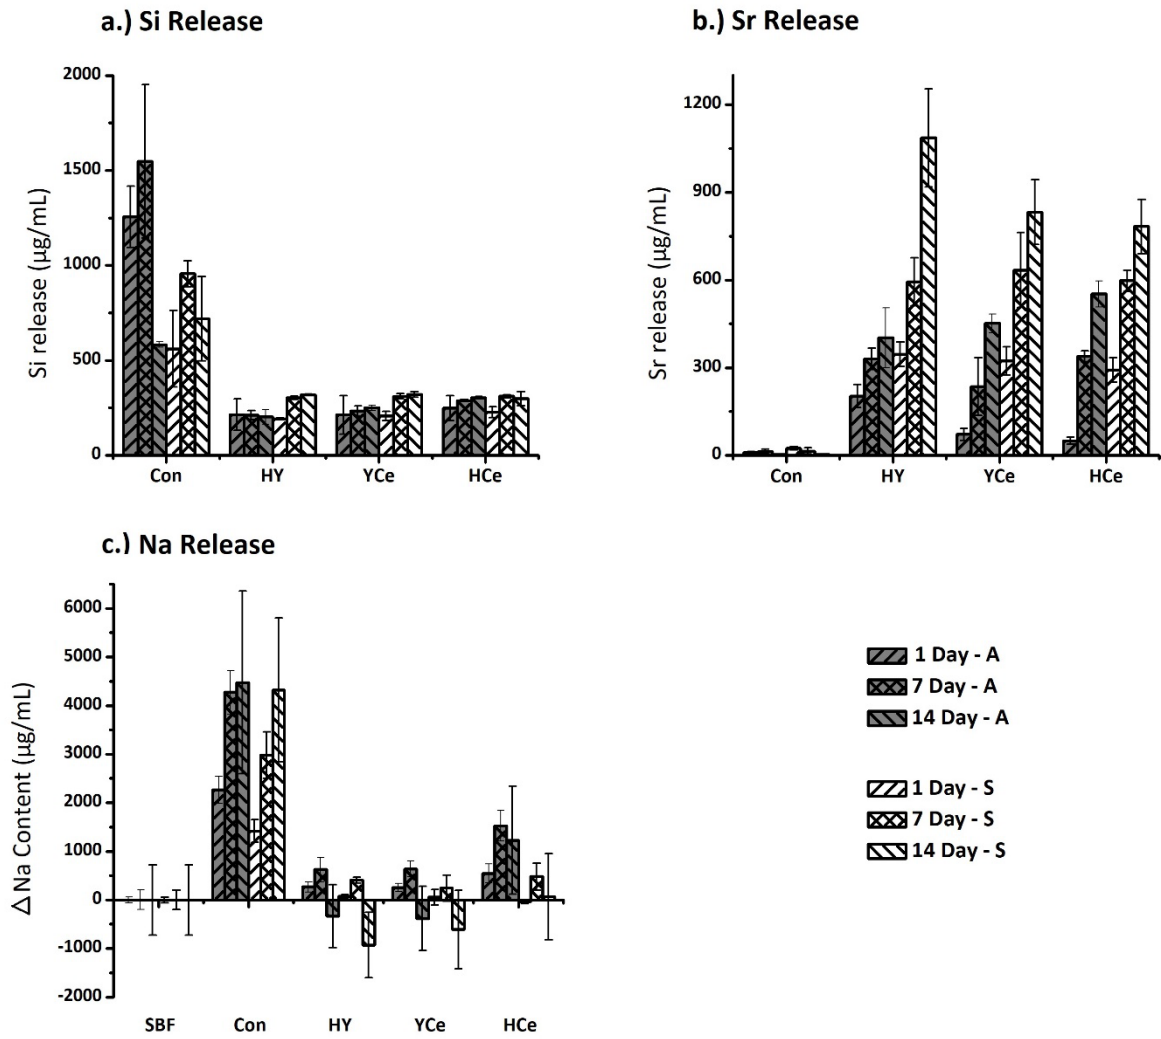 a.) Si Release
2000
1500
1000
500
0
Si release (µg/mL)
Con HY YCe HCe
b.) Sr Release
1200
900
600
300
0
Sr release (µg/mL)
Con HY YCe HCe
c.) Na Release
6000
5000
4000
3000
2000
1000
0
-1000
-2000
△Na Content (µg/mL)
SBF Con HY YCe HCe
1 Day - A
7 Day - A
14 Day - A
1 Day - S
7 Day - S
14 Day - S